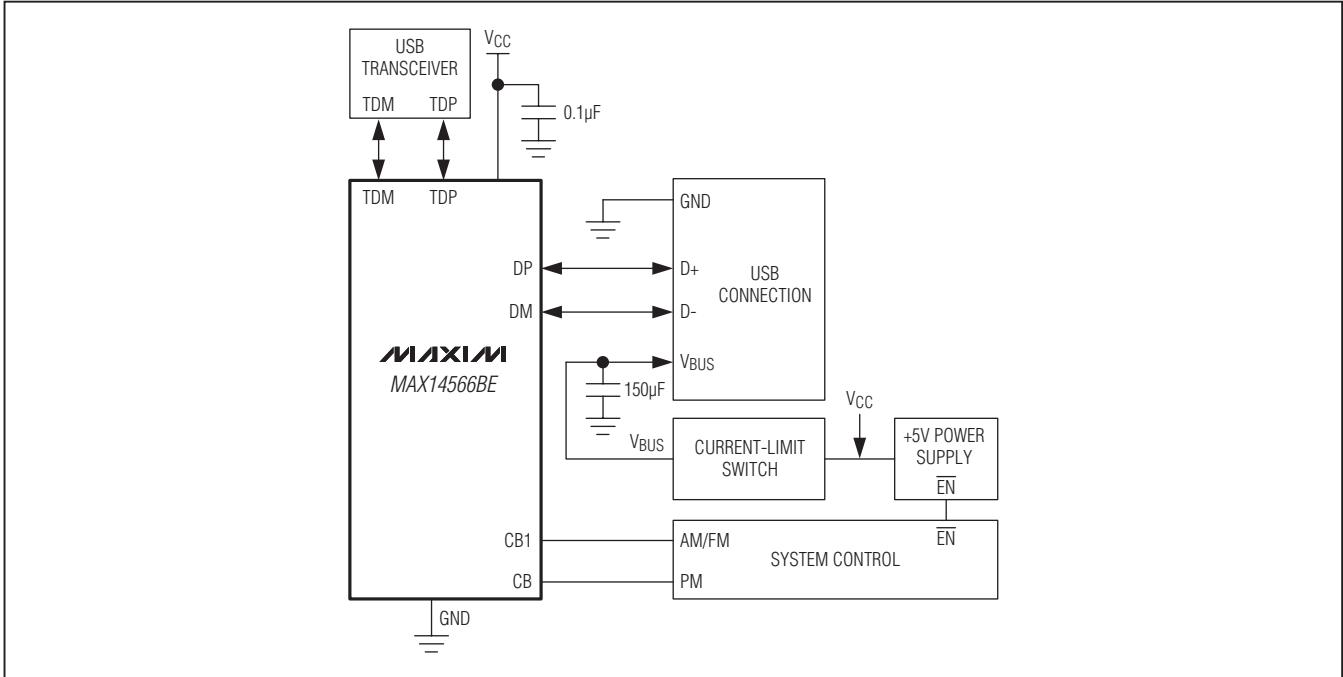 USB
TRANSCEIVER
TDM TDP
VCC
0.1µF
TDM TDP
GND
DP
D+
USB
CONNECTION
DM
D-
MAXIM
MAX14566BE
VBUS
150µF
VCC
VBUS
CURRENT-LIMIT
SWITCH
+5V POWER
SUPPLY
EN
EN
CB1
AM/FM
SYSTEM CONTROL
CB
PM
GND